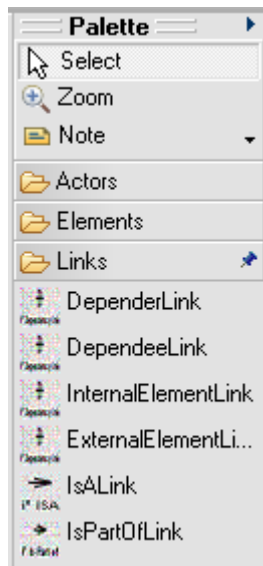 Palette
Select
Zoom
Note
Actors
Elements
Links
DependerLink
DependeeLink
InternalElementLink
ExternalElementLi...
IsALink
IsPartOfLink